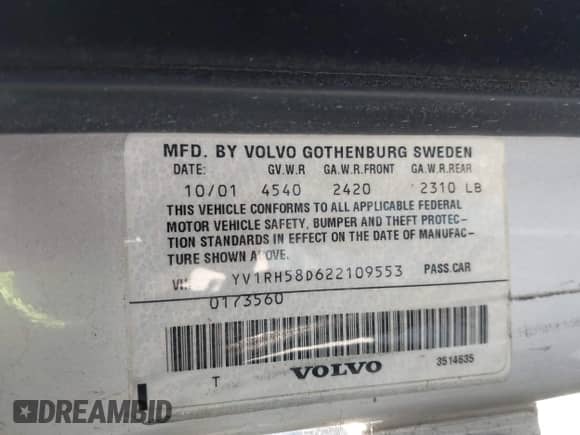 MFD. BY VOLVO GOTHENBURG SWEDEN
DATE: GV.W.R GA.W.R.FRONT GA.W.R.REAR
10/01 4540 2420 2310 LB
THIS VEHICLE CONFORMS TO ALL APPLICABLE FEDERAL
MOTOR VEHICLE SAFETY, BUMPER AND THEFT PROTEC-
TION STANDARDS IN EFFECT ON THE DATE OF MANUFAC-
TURE SHOWN ABOVE.
YV1RH58D622109553 PASS.CAR
0173560
3514635
T VOLVO
DREAMBID